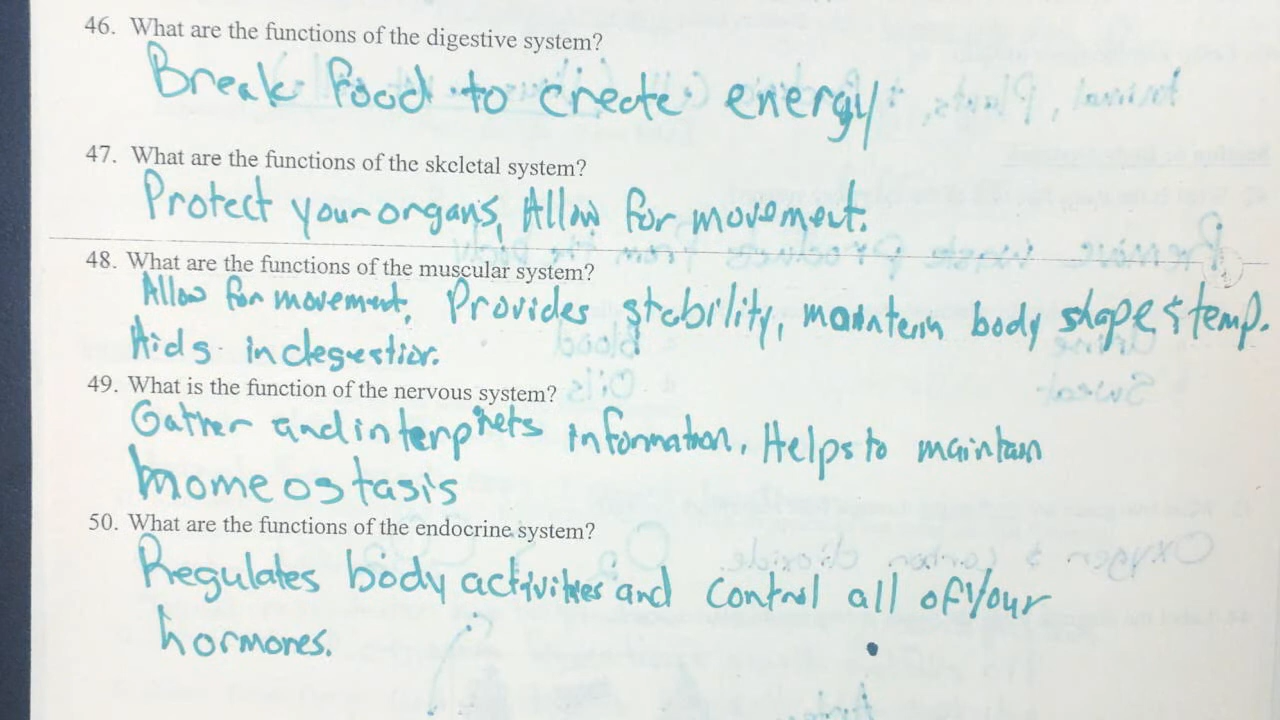 46. What are the functions of the digestive system?
Break food to create energy
47. What are the functions of the skeletal system?
Protect your organs, Allow for movement.
48. What are the functions of the muscular system?
Allow for movement, Provides stability, maintain body shape & temp.
Aids in degestion.
49. What is the function of the nervous system?
Gather and interprets information. Helps to maintain
homeostasis
50. What are the functions of the endocrine system?
Regulates body activities and control all of your
hormones.